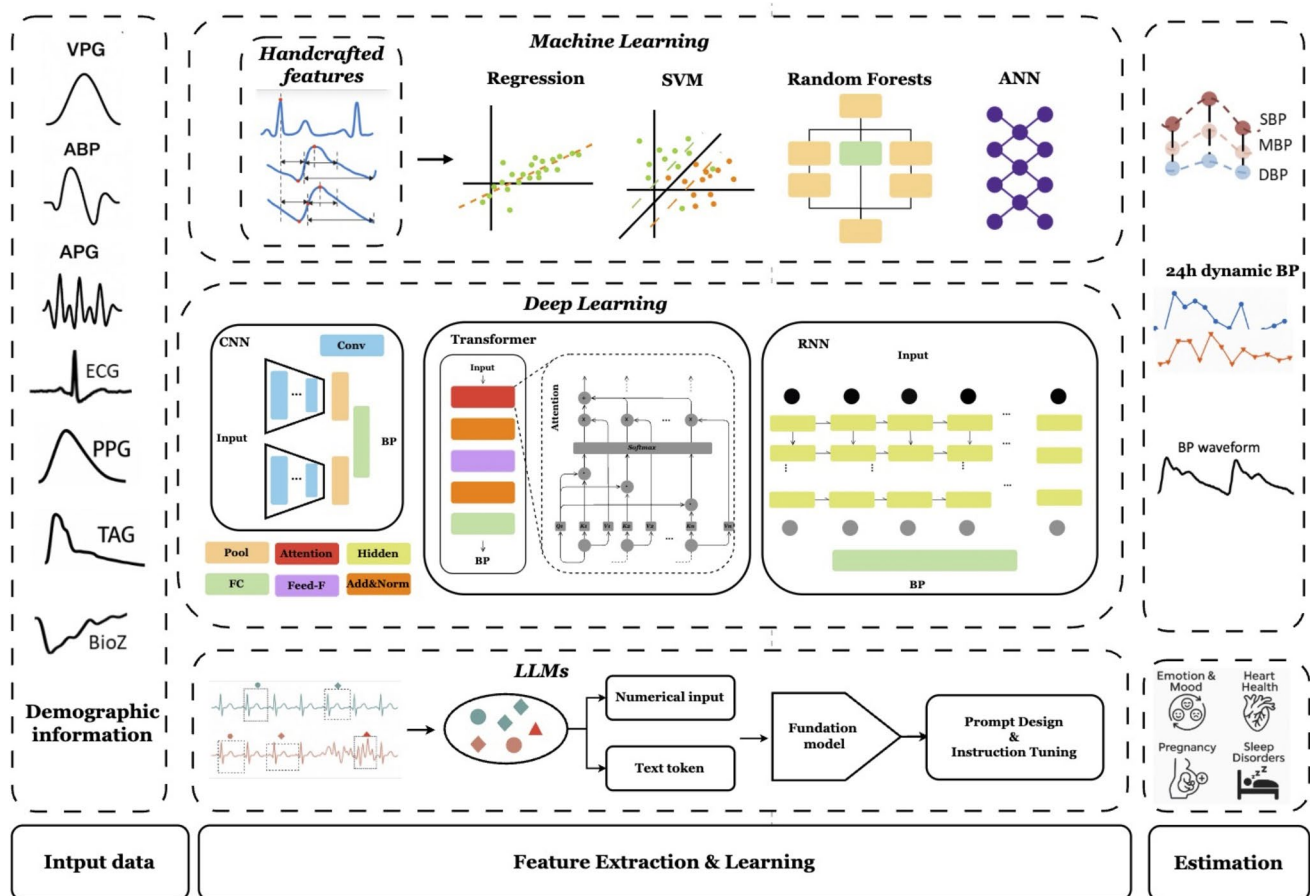 VPG
ABP
APG
ECG
PPG
TAG
BioZ
Demographic
information
Machine Learning
Handcrafted
features
Regression
SVM
Random Forests
ANN
Deep Learning
CNN
Conv
Input
BP
Pool
Attention
Hidden
FC
Feed-F
Add&Norm
Transformer
Input
BP
Attention
Softmax
RNN
Input
...
...
...
BP
LLMs
Numerical input
Text token
Fundation
model
Prompt Design
&
Instruction Tuning
SBP
MBP
DBP
24h dynamic BP
BP waveform
Emotion &
Mood
Heart
Health
Pregnancy
Sleep
Disorders
Intput data
Feature Extraction & Learning
Estimation